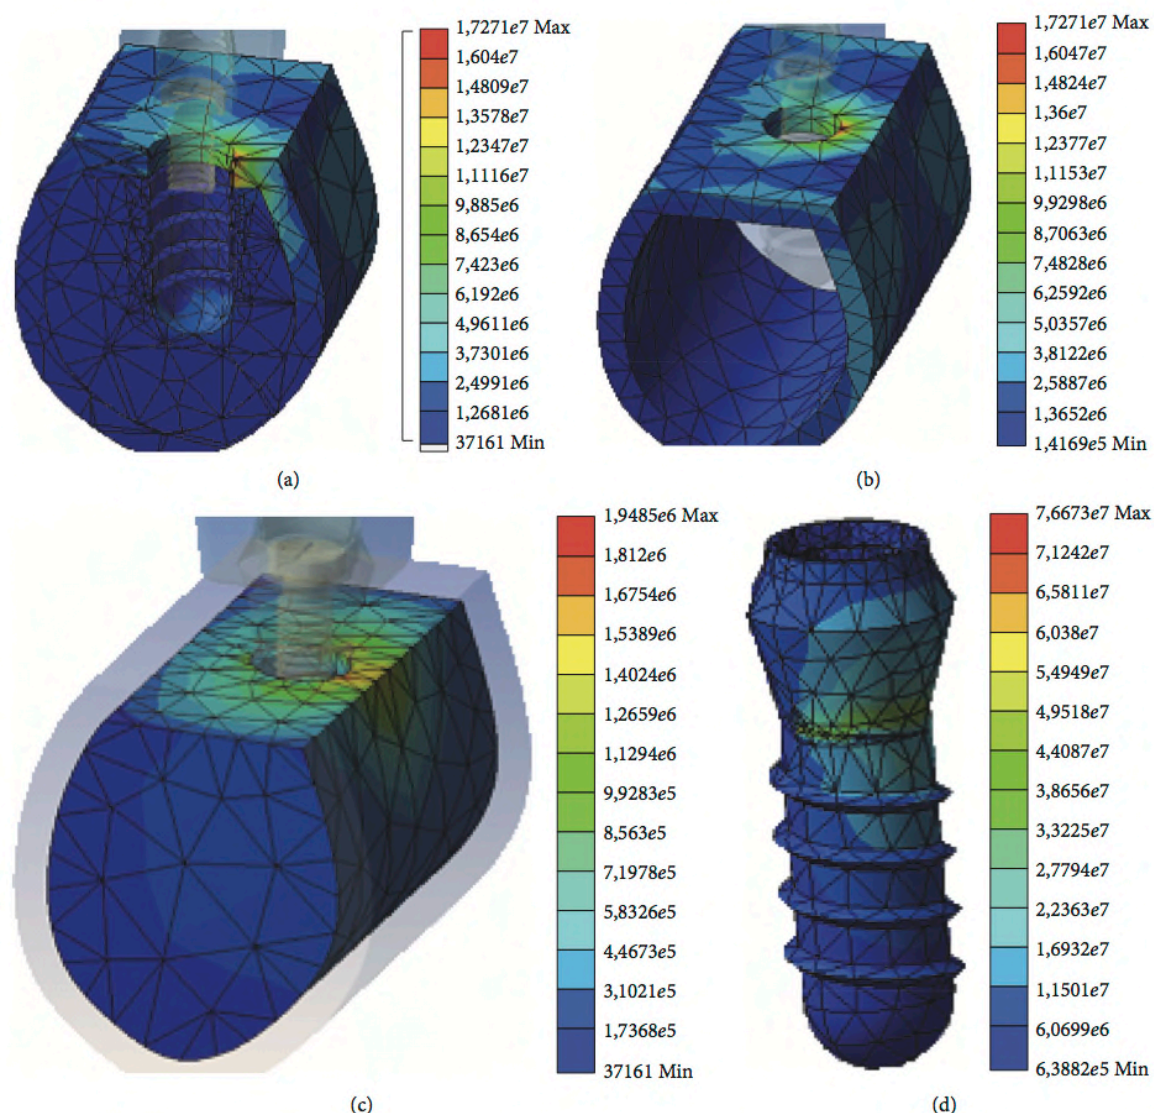 1,7271e7 Max
1,604e7
1,4809e7
1,3578e7
1,2347e7
1,1116e7
9,885e6
8,654e6
7,423e6
6,192e6
4,9611e6
3,7301e6
2,4991e6
1,2681e6
37161 Min
(a)
1,7271e7 Max
1,6047e7
1,4824e7
1,36e7
1,2377e7
1,1153e7
9,9298e6
8,7063e6
7,4828e6
6,2592e6
5,0357e6
3,8122e6
2,5887e6
1,3652e6
1,4169e5 Min
(b)
1,9485e6 Max
1,812e6
1,6754e6
1,5389e6
1,4024e6
1,2659e6
1,1294e6
9,9283e5
8,563e5
7,1978e5
5,8326e5
4,4673e5
3,1021e5
1,7368e5
37161 Min
(c)
7,6673e7 Max
7,1242e7
6,5811e7
6,038e7
5,4949e7
4,9518e7
4,4087e7
3,8656e7
3,3225e7
2,7794e7
2,2363e7
1,6932e7
1,1501e7
6,0699e6
6,3882e5 Min
(d)